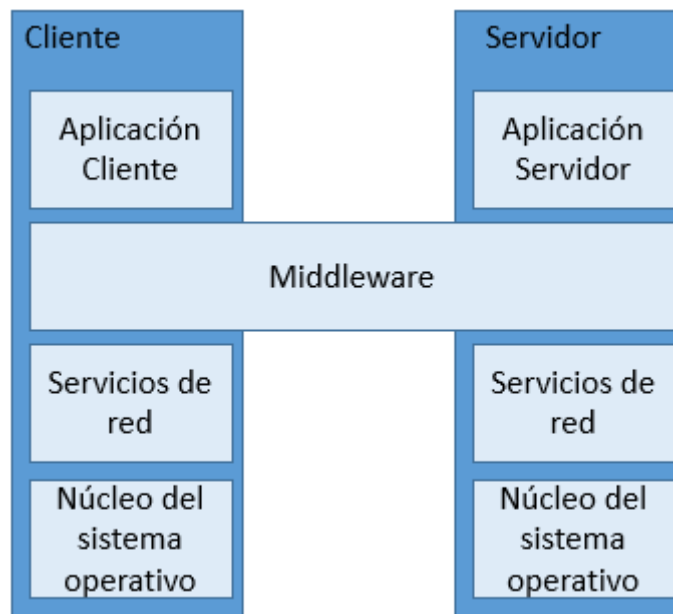 Cliente
Aplicación
Cliente
Servidor
Aplicación
Servidor
Middleware
Servicios de
red
Núcleo del
sistema
operativo
Servicios de
red
Núcleo del
sistema
operativo